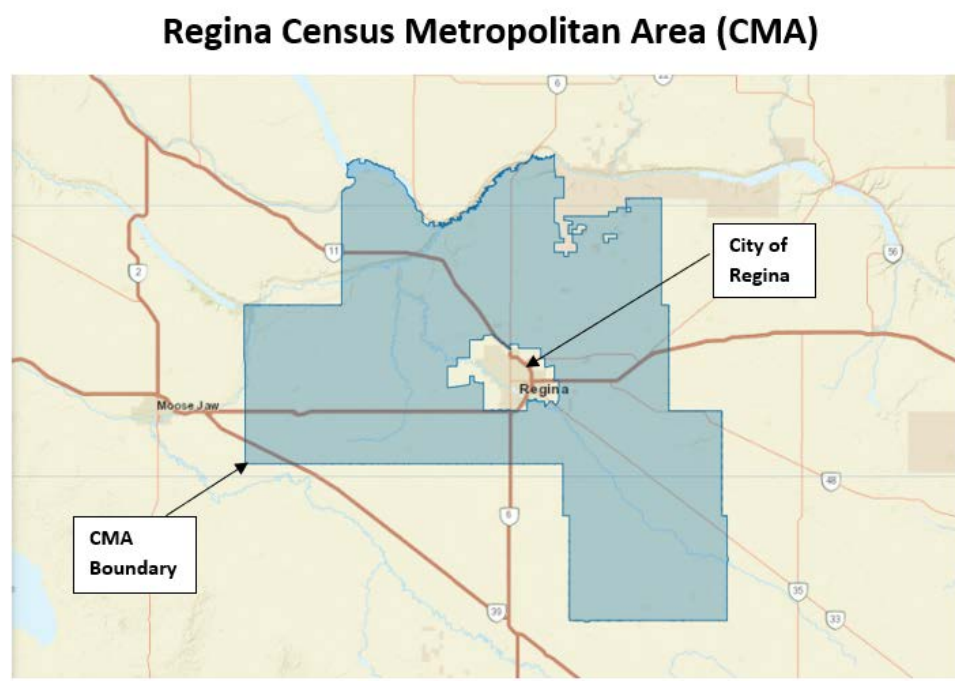 Regina Census Metropolitan Area (CMA)
6
22
11
City of
Regina
56
2
Regina
Moose Jaw
48
6
CMA
Boundary
35
39
33